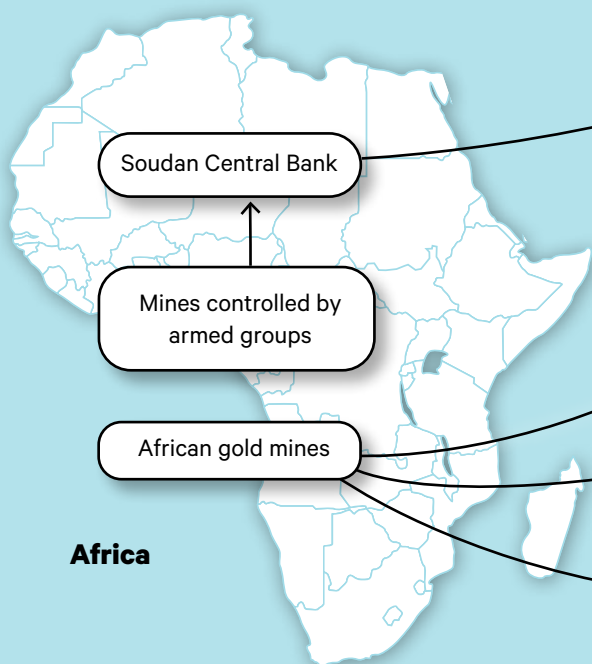 Soudan Central Bank
Mines controlled by
armed groups
African gold mines
Africa